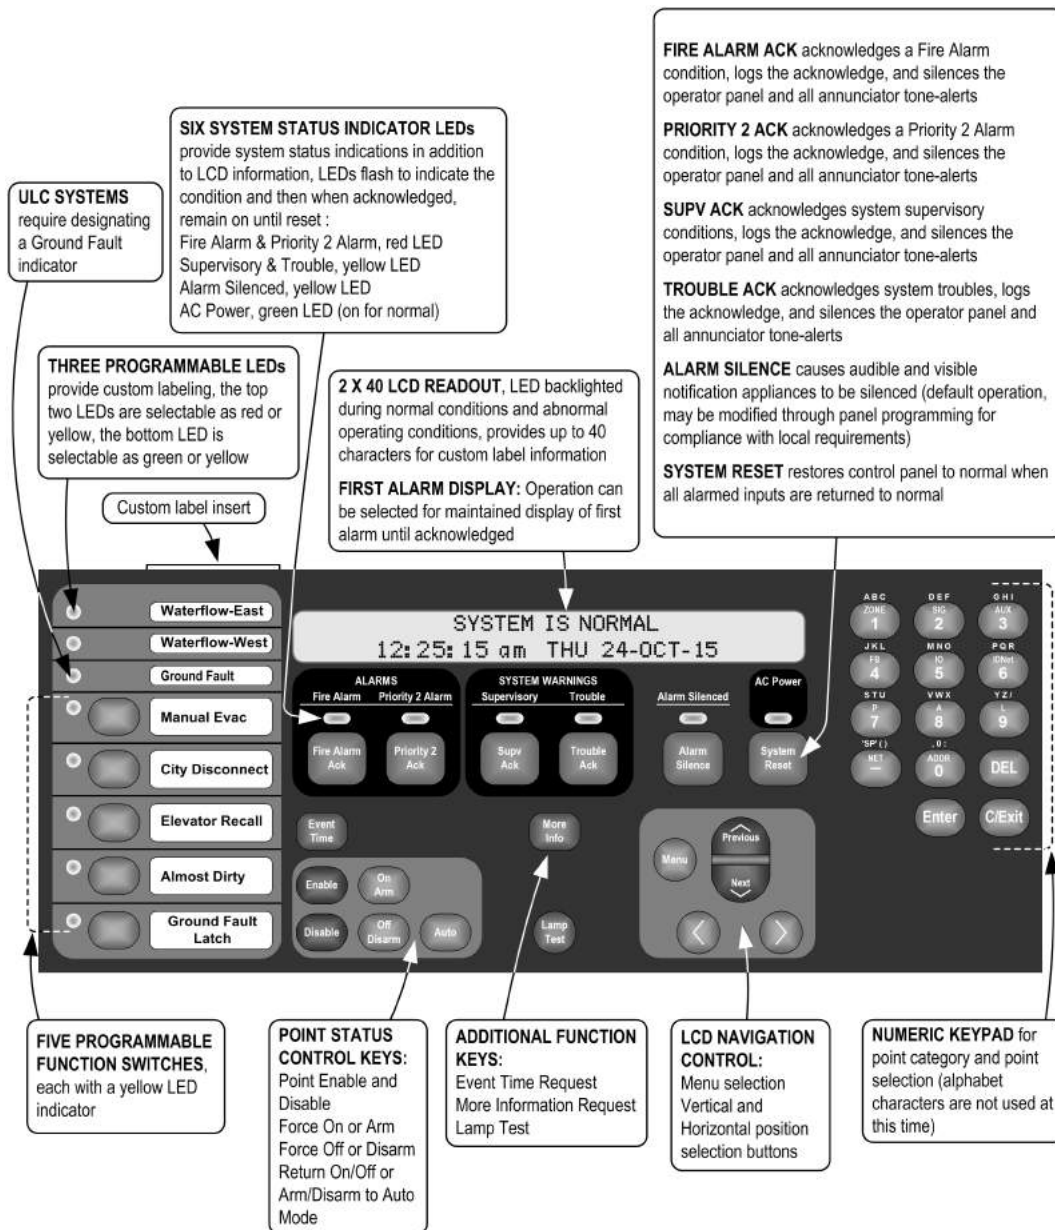 FIRE ALARM ACK acknowledges a Fire Alarm
condition, logs the acknowledge, and silences the
operator panel and all annunciator tone-alerts
PRIORITY 2 ACK acknowledges a Priority 2 Alarm
condition, logs the acknowledge, and silences the
operator panel and all annunciator tone-alerts
SUPV ACK acknowledges system supervisory
conditions, logs the acknowledge, and silences the
operator panel and all annunciator tone-alerts
TROUBLE ACK acknowledges system troubles, logs
the acknowledge, and silences the operator panel and
all annunciator tone-alerts
ALARM SILENCE causes audible and visible
notification appliances to be silenced (default operation,
may be modified through panel programming for
compliance with local requirements)
SYSTEM RESET restores control panel to normal when
all alarmed inputs are returned to normal
SIX SYSTEM STATUS INDICATOR LEDs
provide system status indications in addition
to LCD information, LEDs flash to indicate the
condition and then when acknowledged,
remain on until reset :
Fire Alarm & Priority 2 Alarm, red LED
Supervisory & Trouble, yellow LED
Alarm Silenced, yellow LED
AC Power, green LED (on for normal)
ULC SYSTEMS
require designating
a Ground Fault
indicator
THREE PROGRAMMABLE LEDs
provide custom labeling, the top
two LEDs are selectable as red or
yellow, the bottom LED is
selectable as green or yellow
2 X 40 LCD READOUT, LED backlighted
during normal conditions and abnormal
operating conditions, provides up to 40
characters for custom label information
FIRST ALARM DISPLAY: Operation can
be selected for maintained display of first
alarm until acknowledged
Custom label insert
Waterflow-East
Waterflow-West
Ground Fault
Manual Evac
City Disconnect
Elevator Recall
Almost Dirty
Ground Fault
Latch
SYSTEM IS NORMAL
12:25:15 am THU 24-OCT-15
ALARMS
Fire Alarm Priority 2 Alarm
SYSTEM WARNINGS
Supervisory Trouble
Alarm Silenced
AC Power
Fire Alarm
Ack
Priority 2
Ack
Supv
Ack
Trouble
Ack
Alarm
Silence
System
Reset
Event
Time
More
Info
Enable
On
Arm
Disable
Off
Disarm
Auto
Lamp
Test
Menu
Previous
Next
ABC DEF GHI
ZONE SIG AUX
1 2 3
JKL MNO PQR
FB IO IDNet
4 5 6
STU VWX YZ/
P A L
7 8 9
'SP'( ) ,0:
NET ADDR
– 0 DEL
Enter C/Exit
FIVE PROGRAMMABLE
FUNCTION SWITCHES,
each with a yellow LED
indicator
POINT STATUS
CONTROL KEYS:
Point Enable and
Disable
Force On or Arm
Force Off or Disarm
Return On/Off or
Arm/Disarm to Auto
Mode
ADDITIONAL FUNCTION
KEYS:
Event Time Request
More Information Request
Lamp Test
LCD NAVIGATION
CONTROL:
Menu selection
Vertical and
Horizontal position
selection buttons
NUMERIC KEYPAD for
point category and point
selection (alphabet
characters are not used at
this time)